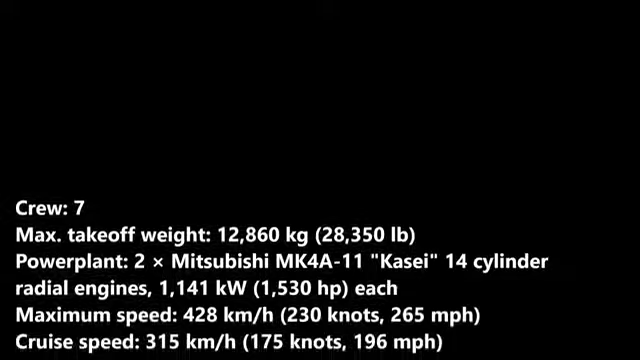 Crew: 7
Max. takeoff weight: 12,860 kg (28,350 lb)
Powerplant: 2 × Mitsubishi MK4A-11 "Kasei" 14 cylinder
radial engines, 1,141 kW (1,530 hp) each
Maximum speed: 428 km/h (230 knots, 265 mph)
Cruise speed: 315 km/h (175 knots, 196 mph)